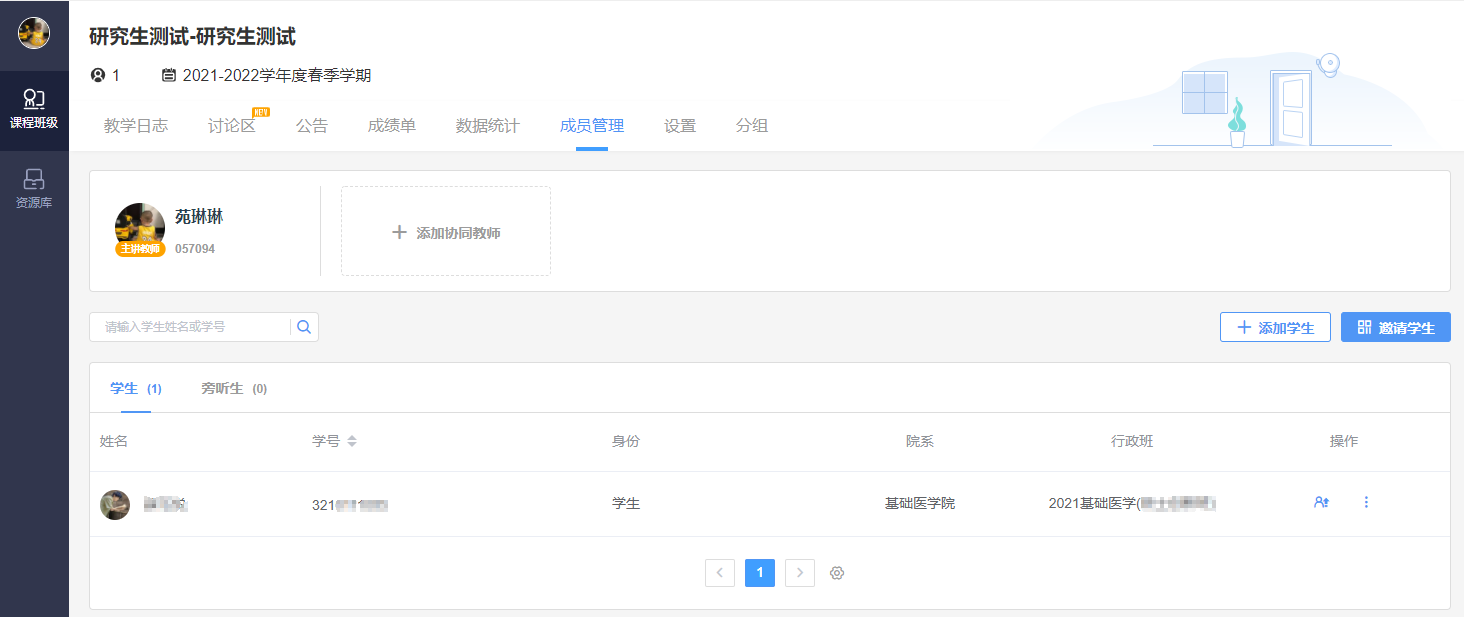 研究生测试-研究生测试
1 2021-2022学年度春季学期
课程班级
资源库
教学日志 讨论区 NEW 公告 成绩单 数据统计 成员管理 设置 分组
苑琳琳
主讲教师 057094
添加协同教师
请输入学生姓名或学号
添加学生 邀请学生
学生 (1) 旁听生 (0)
姓名 学号 身份 院系 行政班 操作
321 学生 基础医学院 2021基础医学(
1